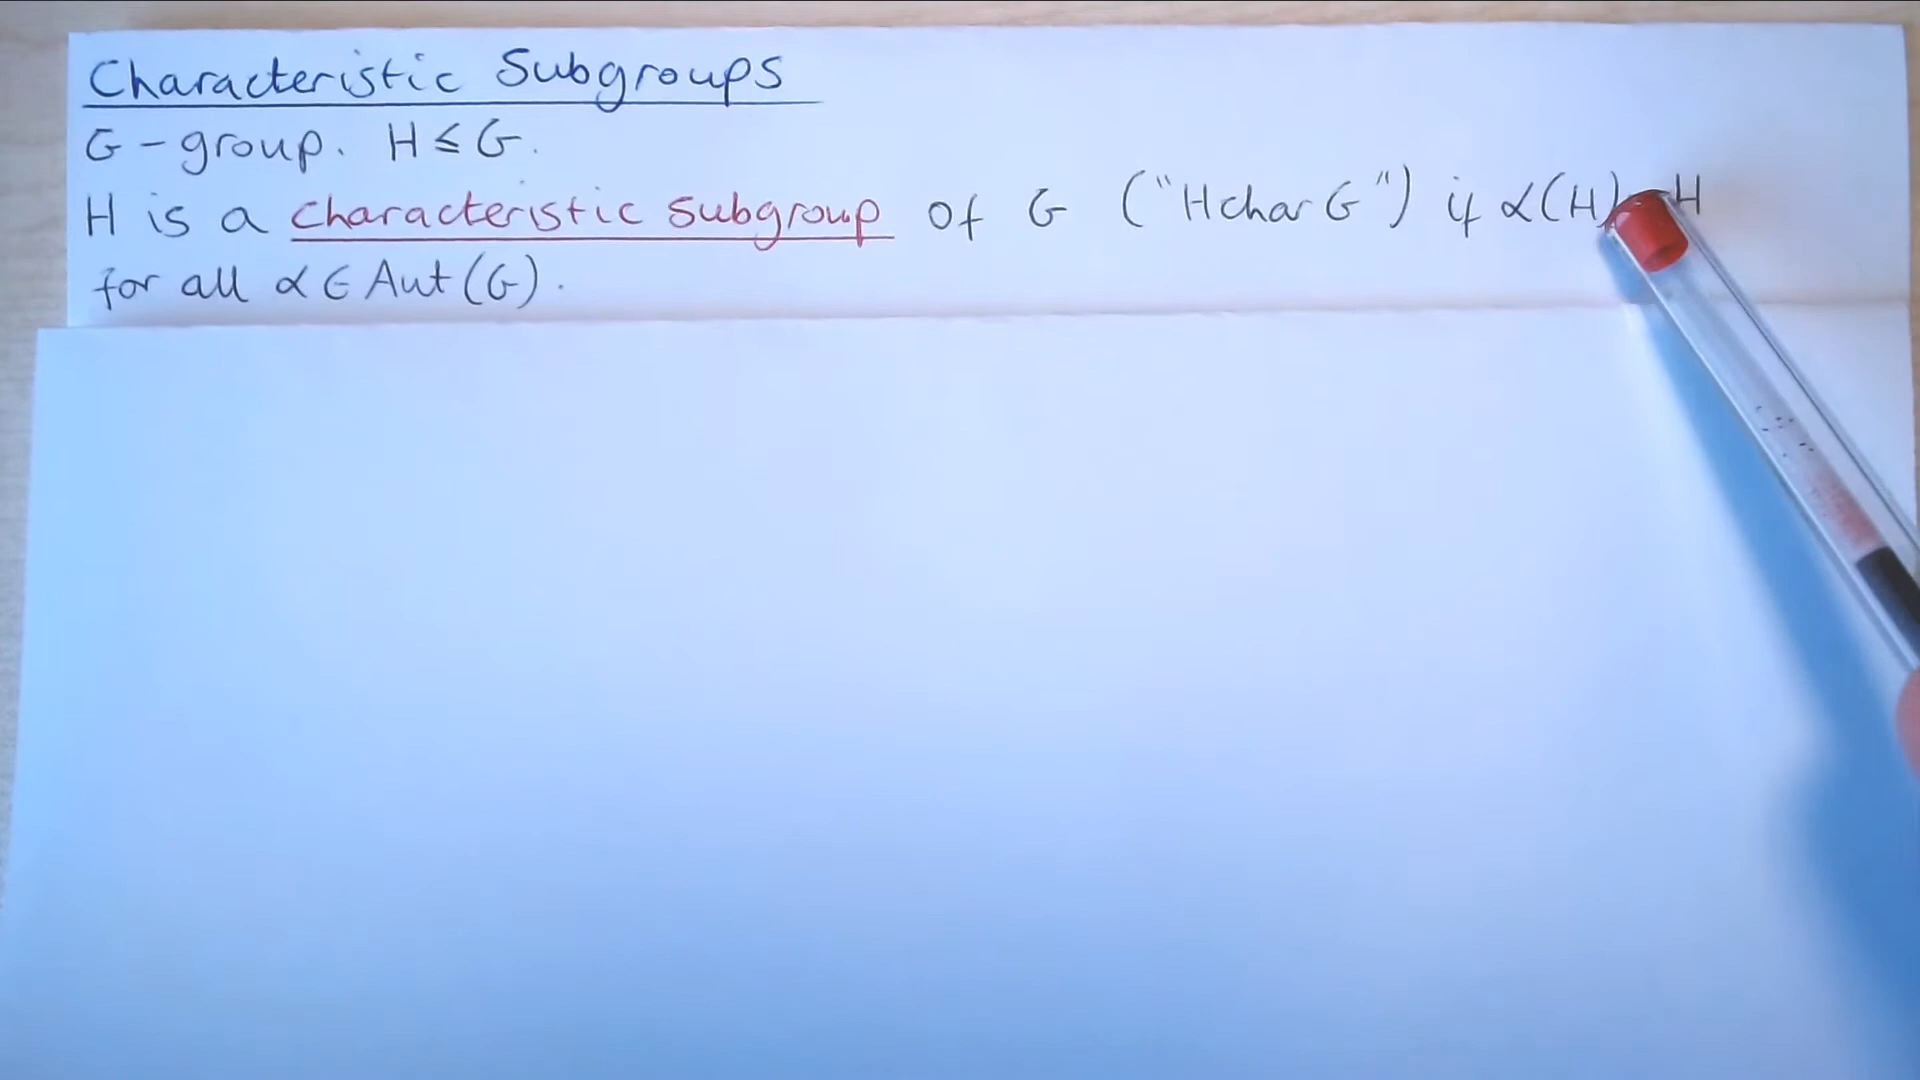 Characteristic Subgroups
G - group. H ≤ G.
H is a characteristic subgroup of G ("H char G") if α(H) H
for all α ∈ Aut(G).